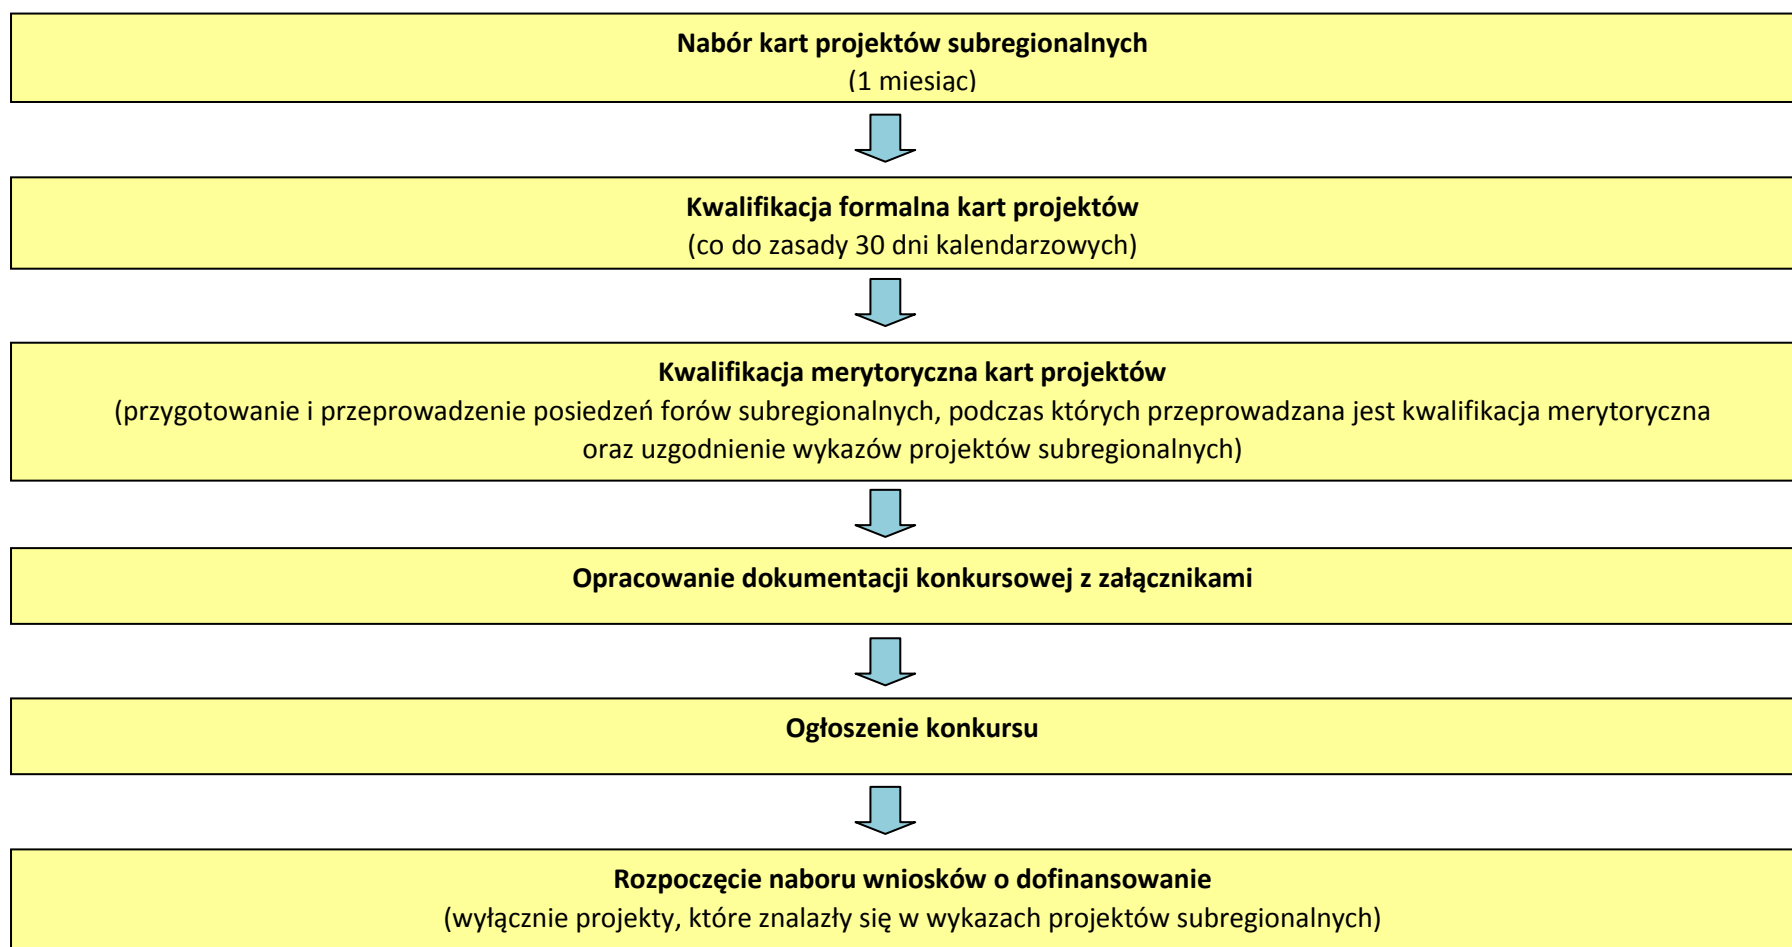 Nabór kart projektów subregionalnych
(1 miesiąc)
Kwalifikacja formalna kart projektów
(co do zasady 30 dni kalendarzowych)
Kwalifikacja merytoryczna kart projektów
(przygotowanie i przeprowadzenie posiedzeń forów subregionalnych, podczas których przeprowadzana jest kwalifikacja merytoryczna
oraz uzgodnienie wykazów projektów subregionalnych)
Opracowanie dokumentacji konkursowej z załącznikami
Ogłoszenie konkursu
Rozpoczęcie naboru wniosków o dofinansowanie
(wyłącznie projekty, które znalazły się w wykazach projektów subregionalnych)